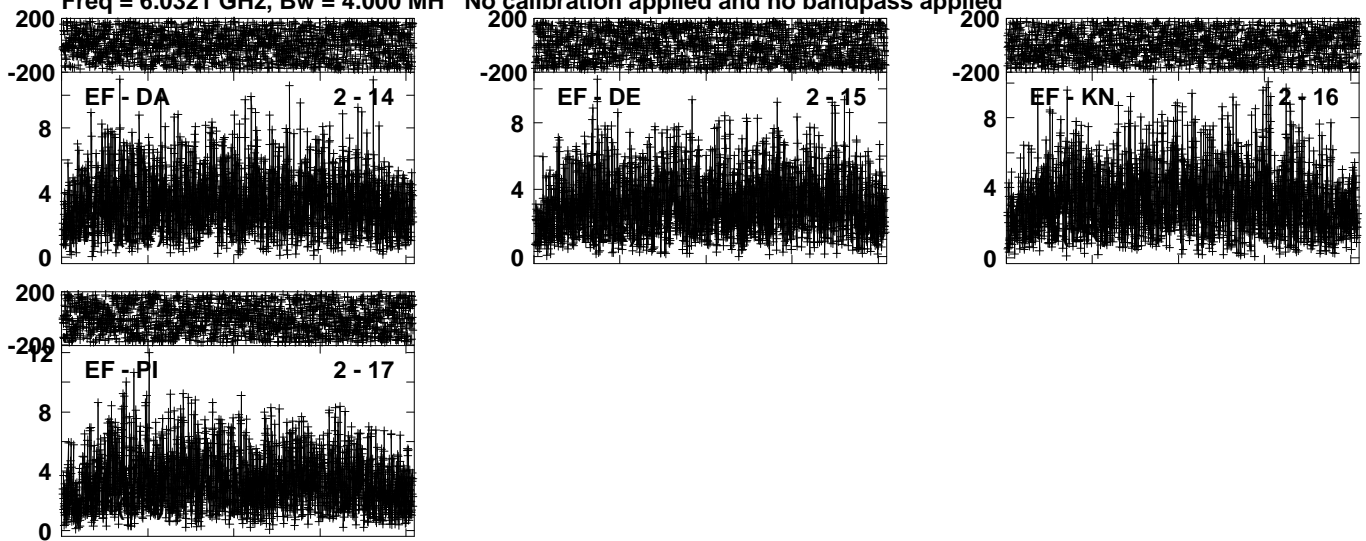 Freq = 6.0321 GHz, Bw = 4.000 MH No calibration applied and no bandpass applied
200 200 200
-200 -200 -200
EF - DA 2 - 14 EF - DE 2 - 15 EF - KN 2 - 16
8 8 8
4 4 4
0 0 0
200
-200
12
EF - PI 2 - 17
8
4
0